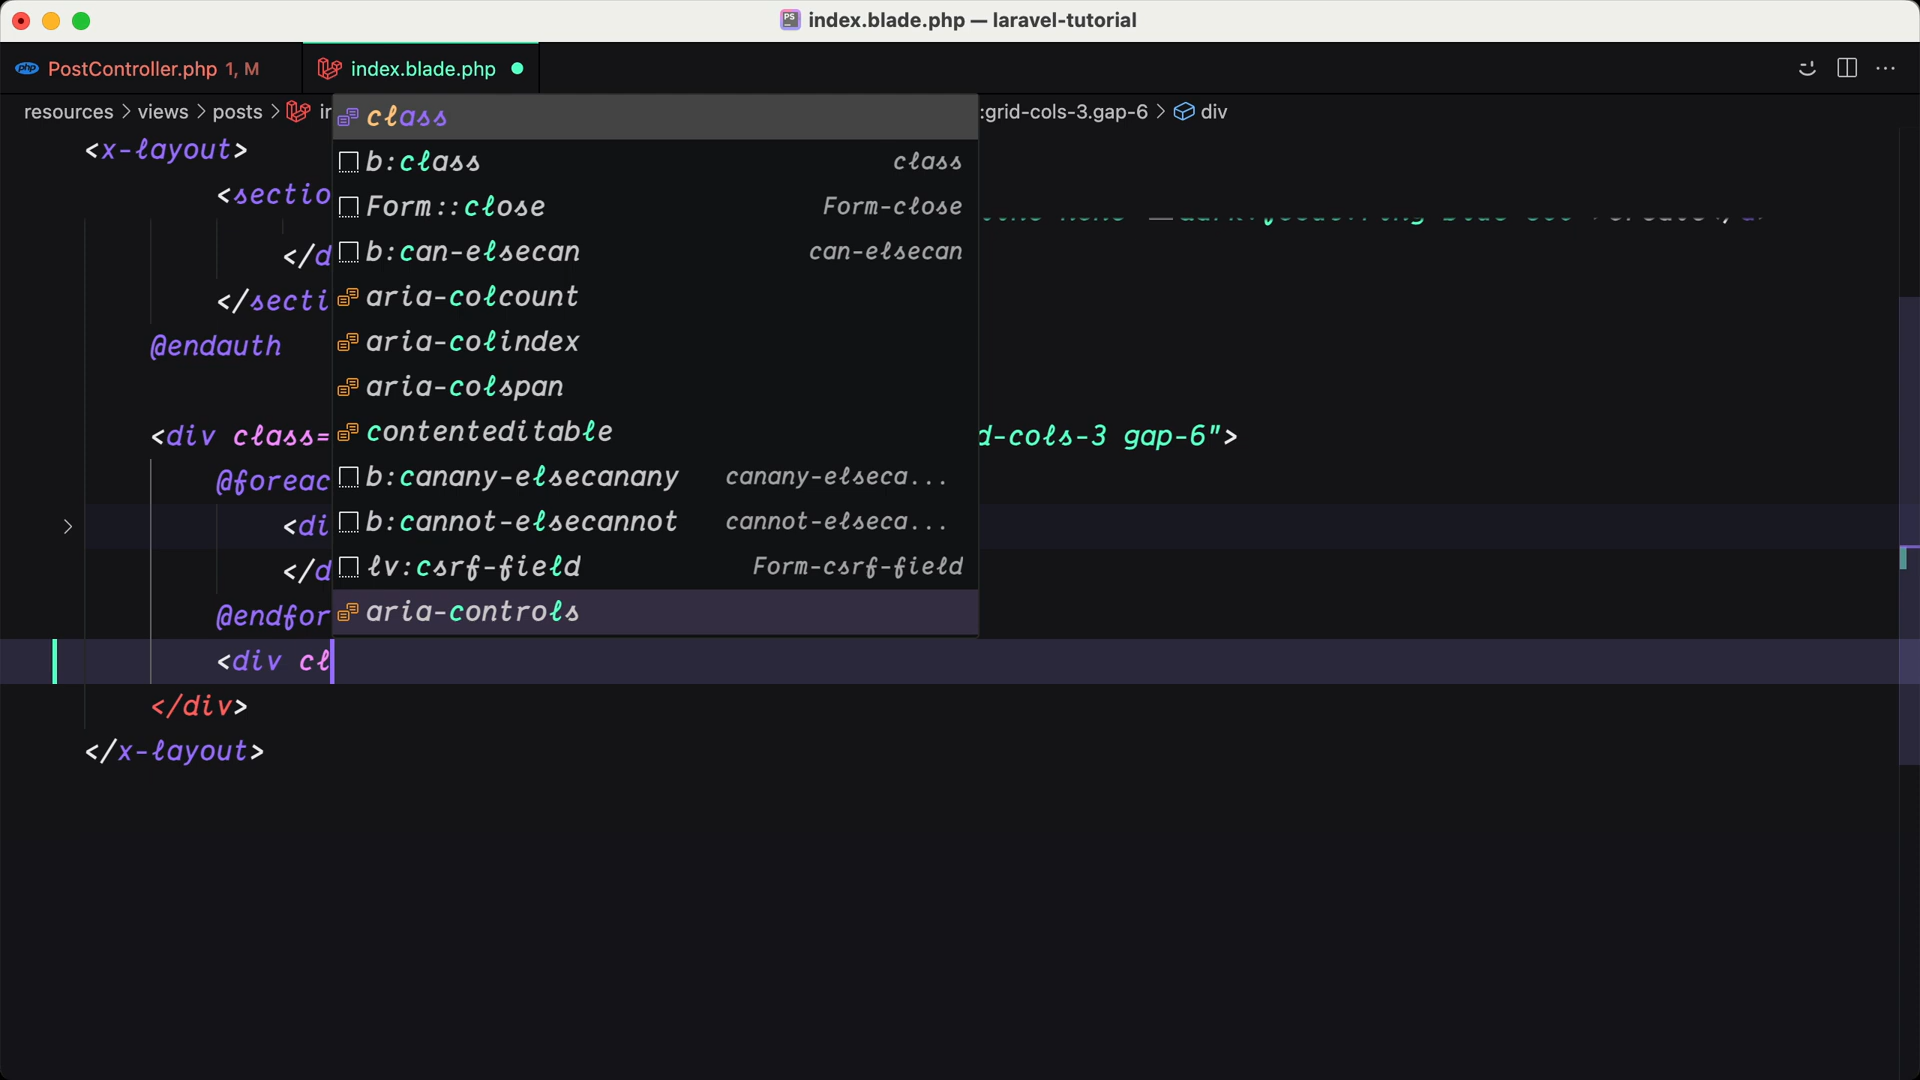 index.blade.php — laravel-tutorial
PostController.php 1, M
index.blade.php
resources > views > posts > :grid-cols-3.gap-6 > div
<x-layout>
<sectio
</d
</secti
@endauth
<div class= d-cols-3 gap-6">
@foreac
<di
</d
@endfor
<div cl
</div>
</x-layout>
class
b:class class
Form::close Form-close
b:can-elsecan can-elsecan
aria-colcount
aria-colindex
aria-colspan
contenteditable
b:canany-elsecanany canany-elseca...
b:cannot-elsecannot cannot-elseca...
lv:csrf-field Form-csrf-field
aria-controls